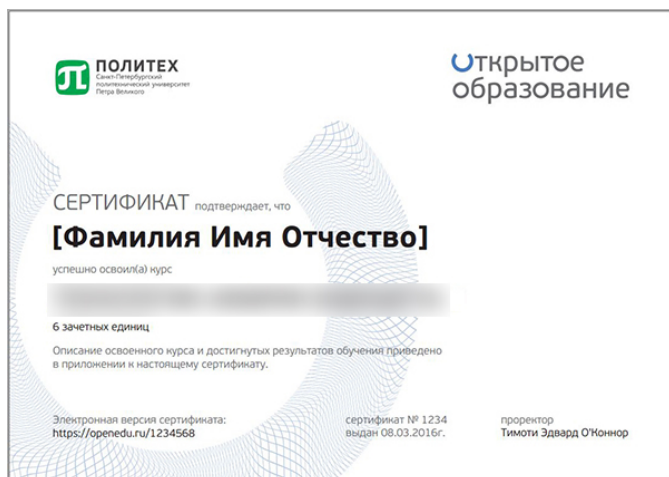 ПОЛИТЕХ
Санкт-Петербургский
политехнический университет
Петра Великого
Открытое
образование
СЕРТИФИКАТ подтверждает, что
[Фамилия Имя Отчество]
успешно освоил(а) курс
6 зачетных единиц
Описание освоенного курса и достигнутых результатов обучения приведено
в приложении к настоящему сертификату.
Электронная версия сертификата:
https://openedu.ru/1234568
сертификат № 1234
выдан 08.03.2016г.
проректор
Тимоти Эдвард О'Коннор